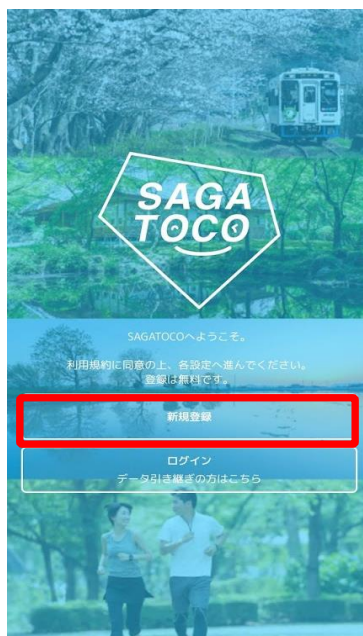 SAGA
TOCO
SAGATOCOへようこそ。
利用規約に同意の上、各設定へ進んでください。
登録は無料です。
新規登録
ログイン
データ引き継ぎの方はこちら